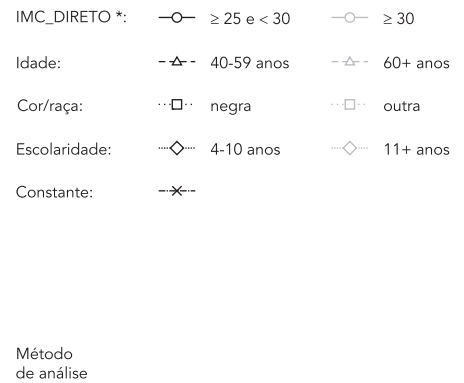 IMC_DIRETO *: ≥ 25 e < 30 ≥ 30
Idade: 40-59 anos 60+ anos
Cor/raça: negra outra
Escolaridade: 4-10 anos 11+ anos
Constante:
Método
de análise